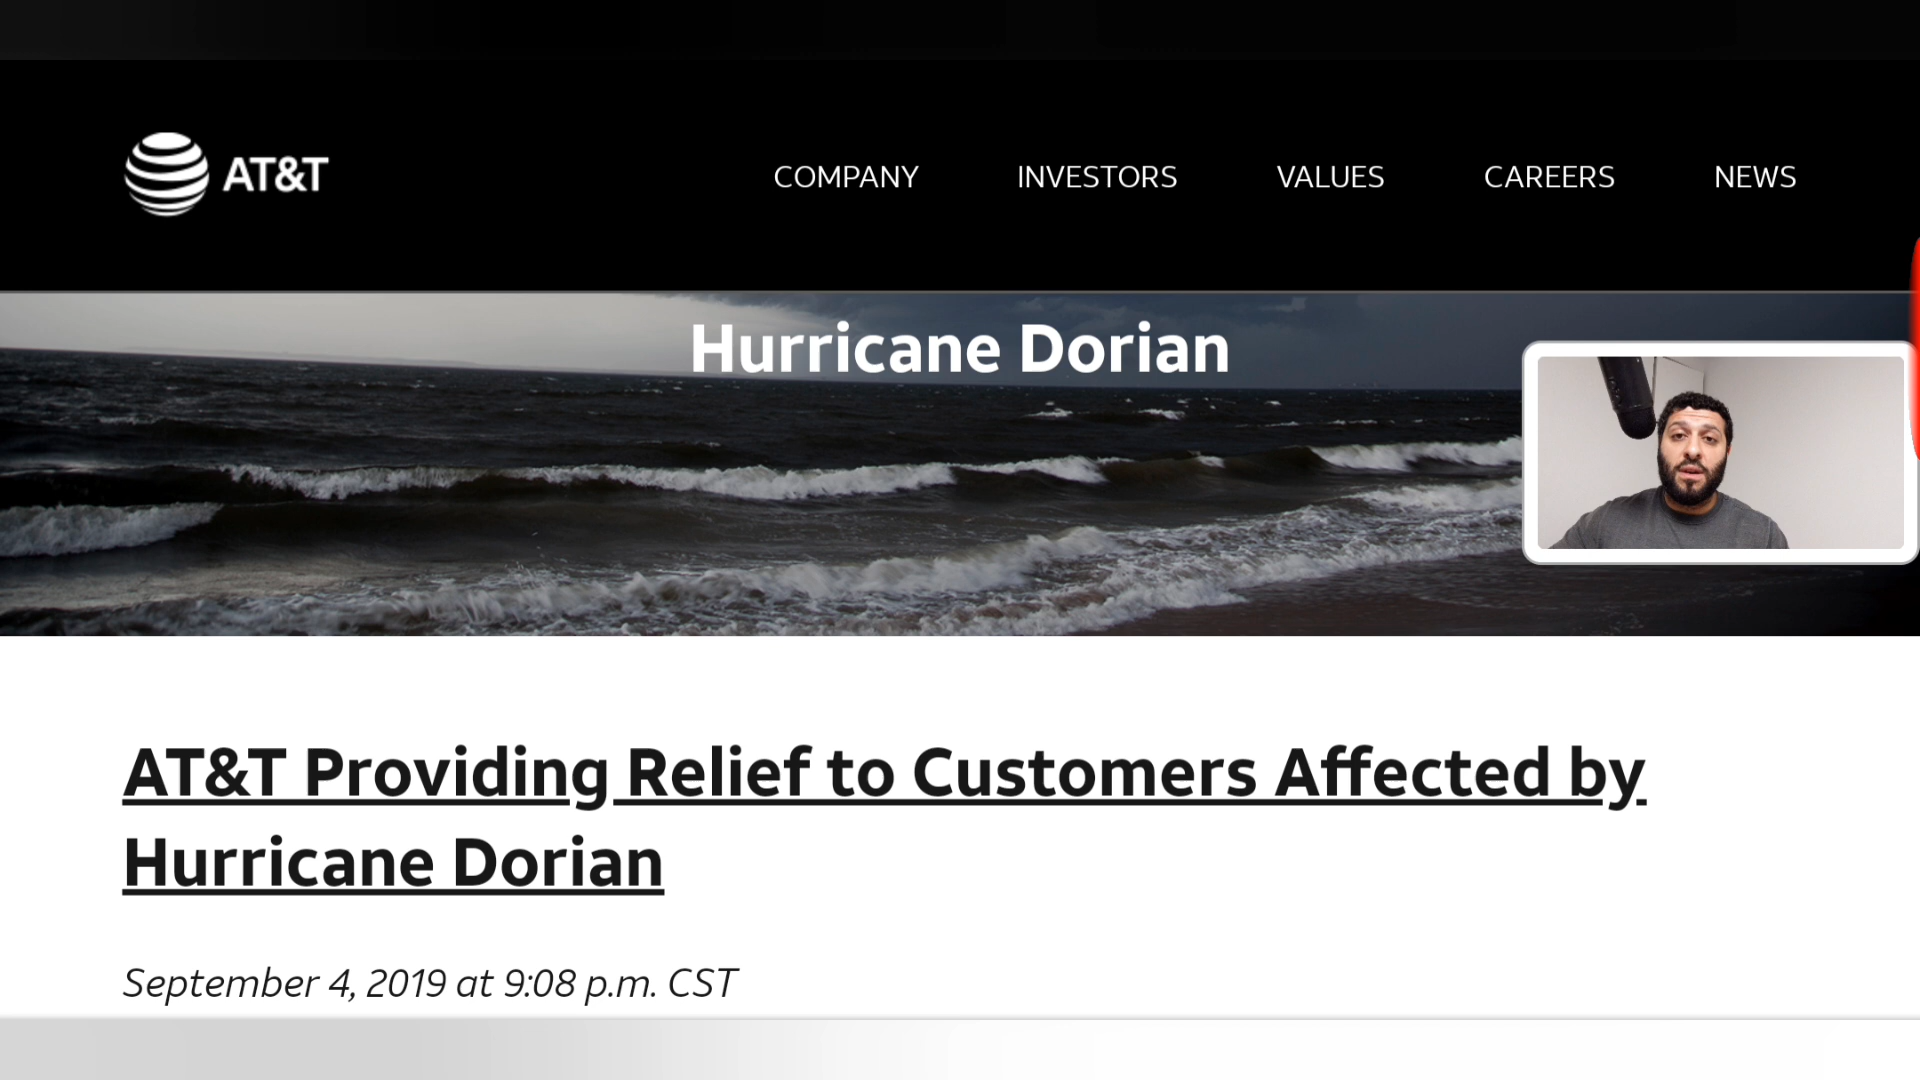 AT&T
COMPANY INVESTORS VALUES CAREERS NEWS
Hurricane Dorian
AT&T Providing Relief to Customers Affected by
Hurricane Dorian
September 4, 2019 at 9:08 p.m. CST